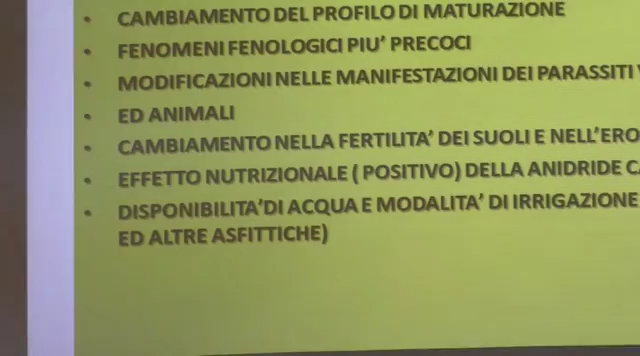 CAMBIAMENTO DEL PROFILO DI MATURAZIONE
FENOMENI FENOLOGICI PIU' PRECOCI
MODIFICAZIONI NELLE MANIFESTAZIONI DEI PARASSITI
ED ANIMALI
CAMBIAMENTO NELLA FERTILITA' DEI SUOLI E NELL'ERO
EFFETTO NUTRIZIONALE ( POSITIVO) DELLA ANIDRIDE
DISPONIBILITA'DI ACQUA E MODALITA' DI IRRIGAZIONE
ED ALTRE ASFITTICHE)